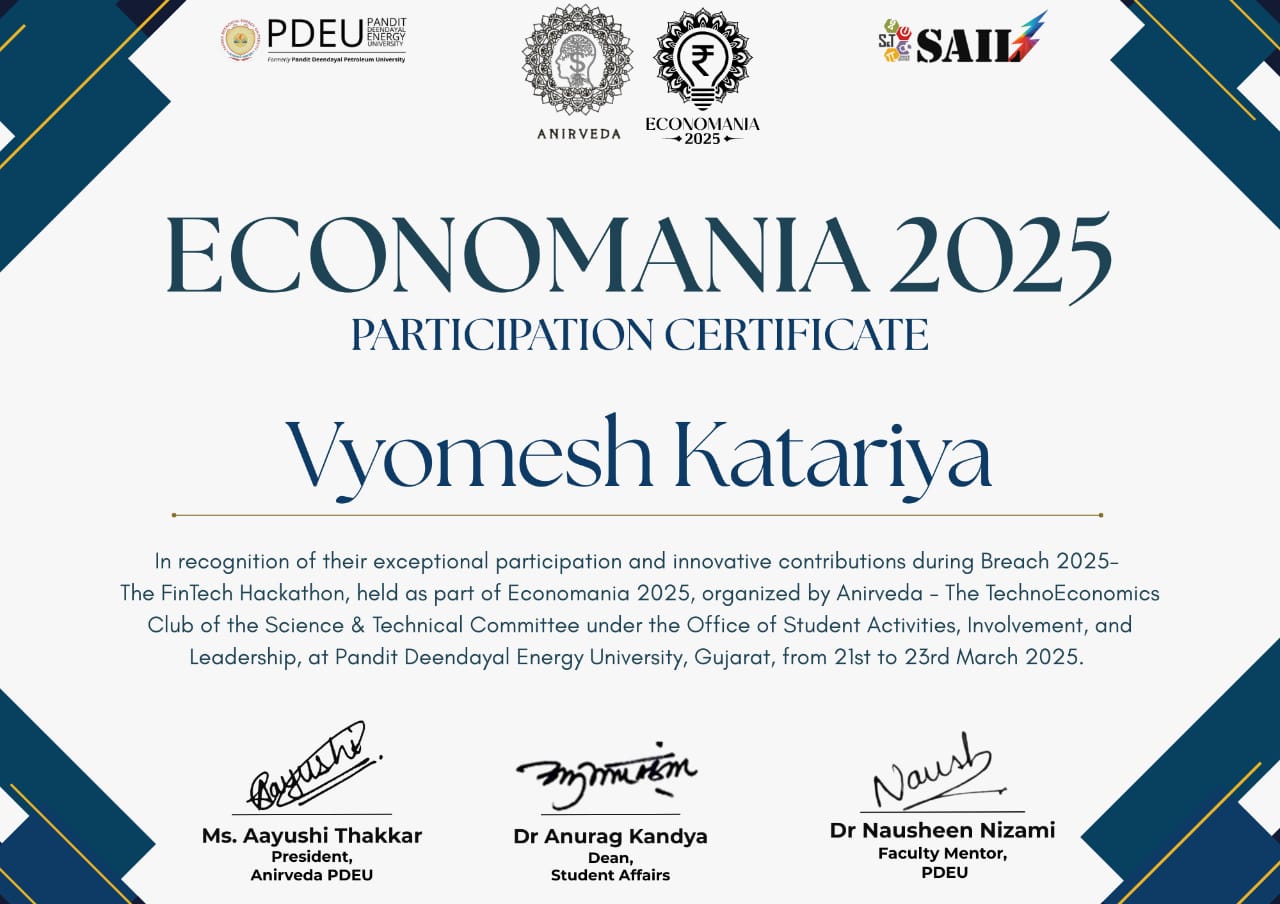 PDEU PANDIT DEENDAYAL ENERGY UNIVERSITY
Formerly Pandit Deendayal Petroleum University
ANIRVEDA
ECONOMANIA
2025
SAIL
ECONOMANIA 2025
PARTICIPATION CERTIFICATE
Vyomesh Katariya
In recognition of their exceptional participation and innovative contributions during Breach 2025-
The FinTech Hackathon, held as part of Economania 2025, organized by Anirveda - The TechnoEconomics
Club of the Science & Technical Committee under the Office of Student Activities, Involvement, and
Leadership, at Pandit Deendayal Energy University, Gujarat, from 21st to 23rd March 2025.
Aayushi
Naush
Ms. Aayushi Thakkar
President,
Anirveda PDEU
Dr Anurag Kandya
Dean,
Student Affairs
Dr Nausheen Nizami
Faculty Mentor,
PDEU